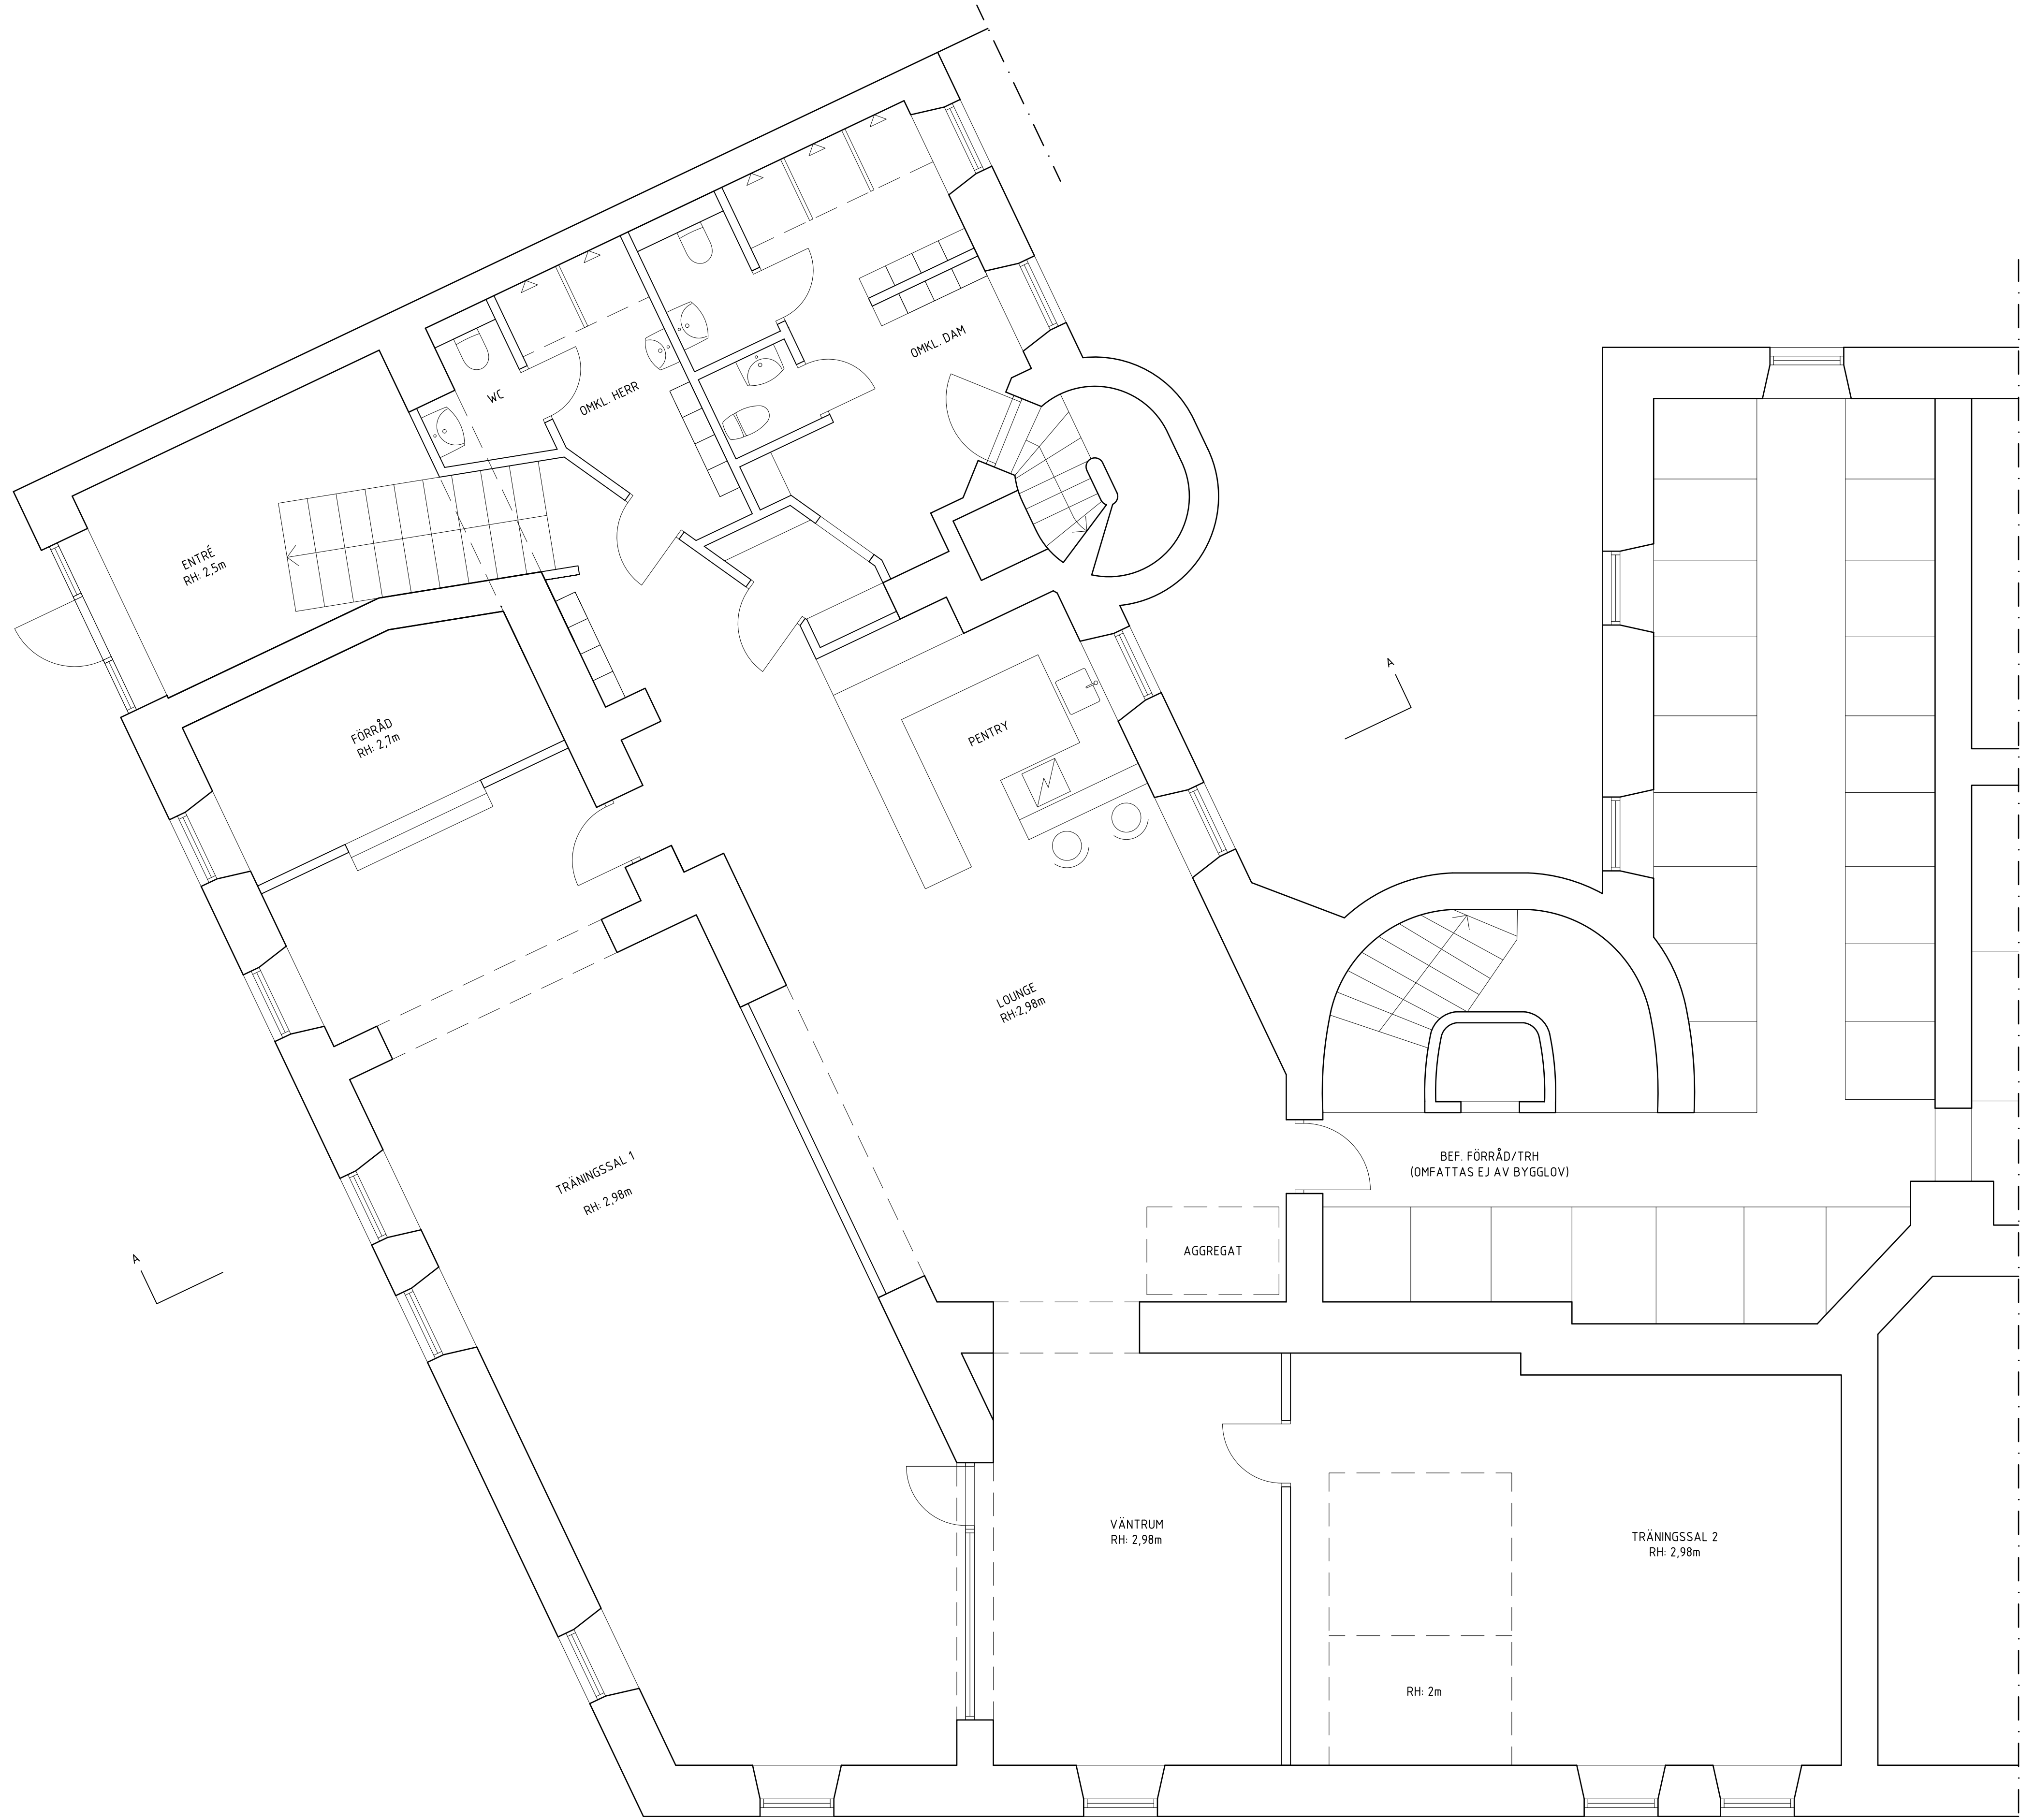 OMKL. DAM
WC
OMKL. HERR
ENTRÉ
RH: 2,5m
A
FÖRRÅD
RH: 2,7m
PENTRY
LOUNGE
RH:2,98m
BEF. FÖRRÅD/TRH
(OMFATTAS EJ AV BYGGLOV)
TRÄNINGSSAL 1
RH: 2,98m
A
AGGREGAT
VÄNTRUM
RH: 2,98m
TRÄNINGSSAL 2
RH: 2,98m
RH: 2m